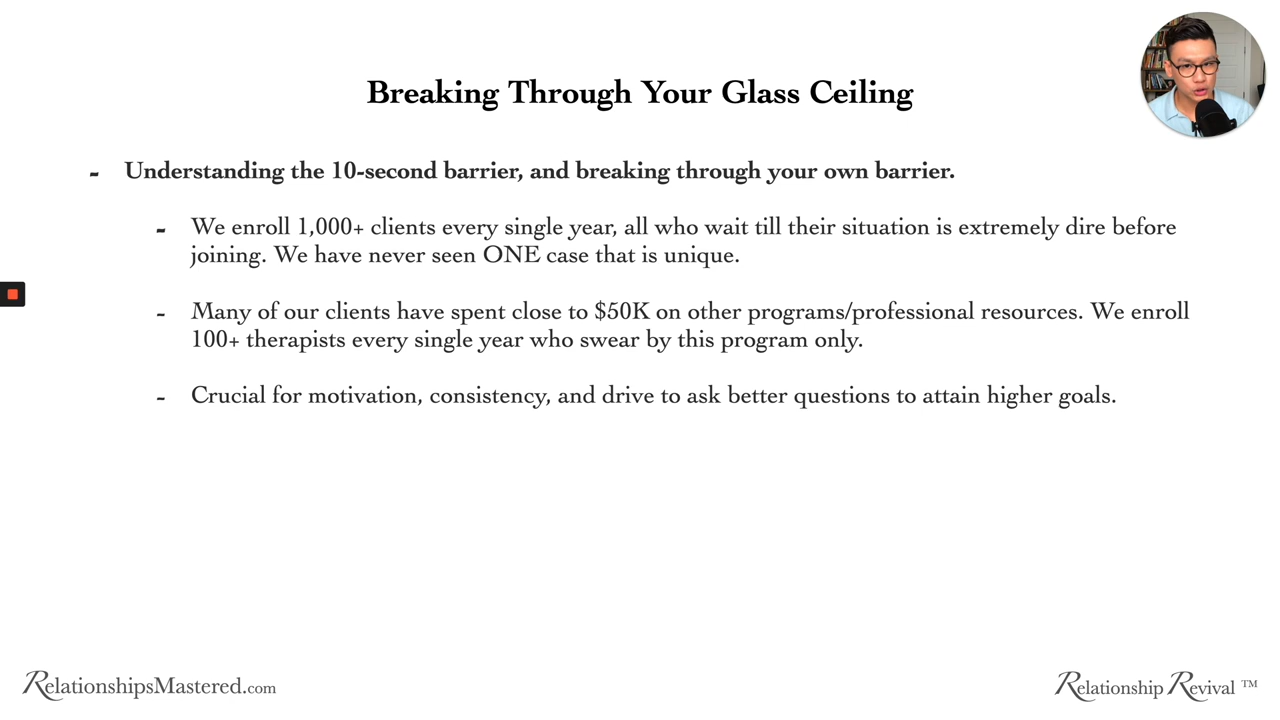 Breaking Through Your Glass Ceiling
- Understanding the 10-second barrier, and breaking through your own barrier.
- We enroll 1,000+ clients every single year, all who wait till their situation is extremely dire before
joining. We have never seen ONE case that is unique.
- Many of our clients have spent close to $50K on other programs/professional resources. We enroll
100+ therapists every single year who swear by this program only.
- Crucial for motivation, consistency, and drive to ask better questions to attain higher goals.
RelationshipsMastered.com
Relationship Revival ™